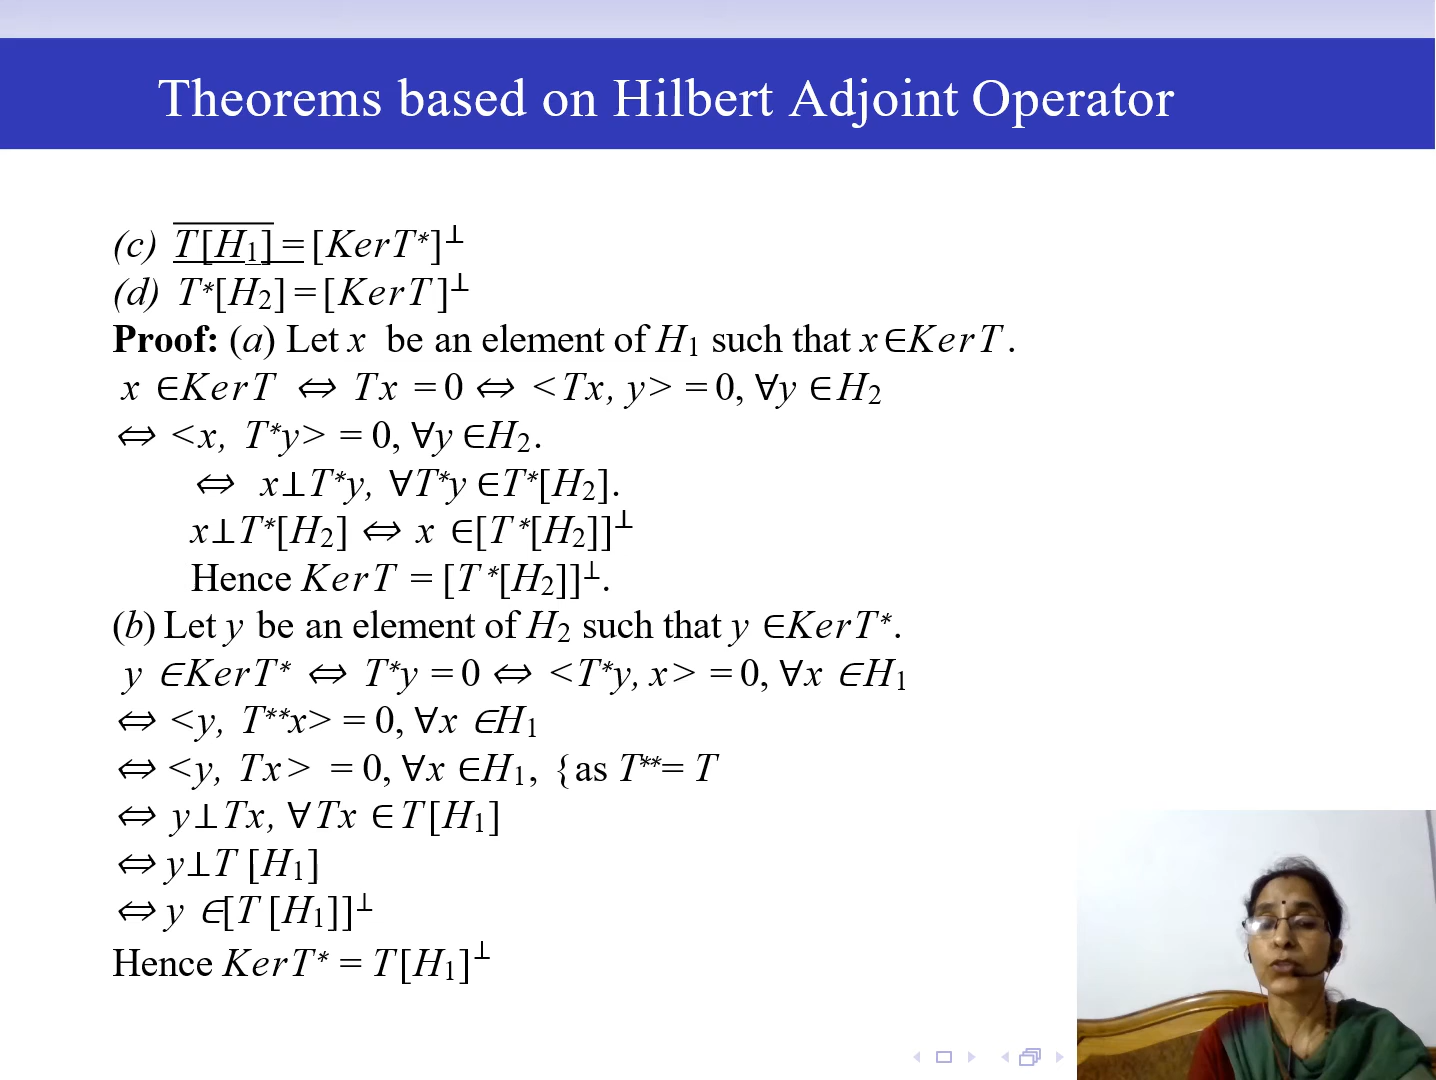 Theorems based on Hilbert Adjoint Operator
(c) T[H₁] = [KerT*]⊥
(d) T*[H₂] = [KerT]⊥
Proof: (a) Let x be an element of H₁ such that x∈KerT.
x ∈KerT ⇔ Tx = 0 ⇔ <Tx, y> = 0, ∀y ∈ H₂
⇔ <x, T*y> = 0, ∀y ∈H₂.
⇔ x⊥T*y, ∀T*y ∈T*[H₂].
x⊥T*[H₂] ⇔ x ∈[T*[H₂]]⊥
Hence KerT = [T*[H₂]]⊥.
(b) Let y be an element of H₂ such that y ∈KerT*.
y ∈KerT* ⇔ T*y = 0 ⇔ <T*y, x> = 0, ∀x ∈H₁
⇔ <y, T**x> = 0, ∀x ∈H₁
⇔ <y, Tx> = 0, ∀x ∈H₁, {as T**= T
⇔ y⊥Tx, ∀Tx ∈ T[H₁]
⇔ y⊥T [H₁]
⇔ y ∈[T [H₁]]⊥
Hence KerT* = T[H₁]⊥